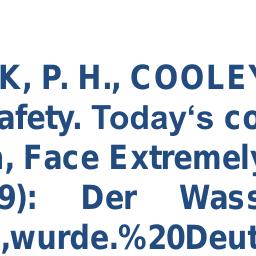 K, P. H., COOLEY
afety. Today‘s co
, Face Extremely
9): Der Wass
,wurde.%20Deut